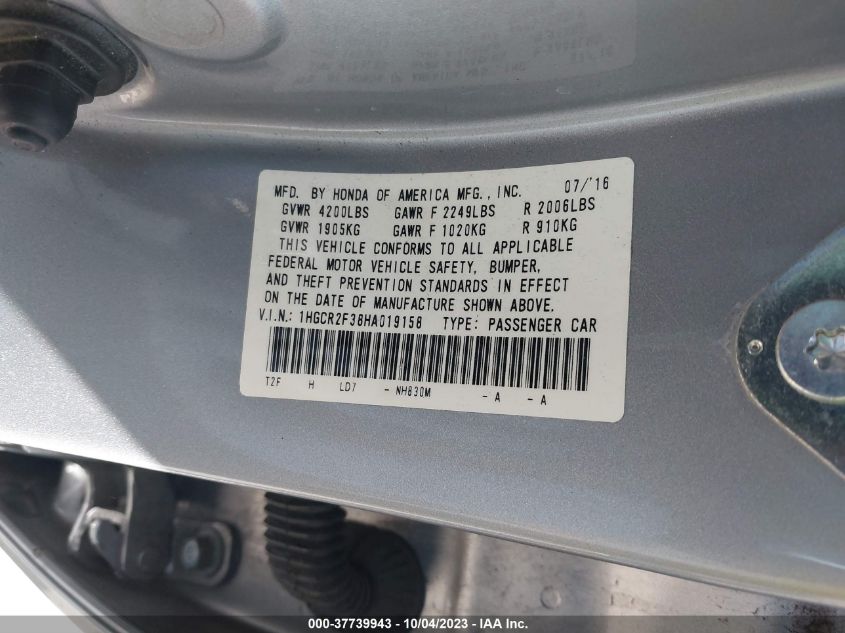 MFD. BY HONDA OF AMERICA MFG., INC. 07/'16
GVWR 4200LBS GAWR F 2249LBS R 2006LBS
GVWR 1905KG GAWR F 1020KG R 910KG
THIS VEHICLE CONFORMS TO ALL APPLICABLE
FEDERAL MOTOR VEHICLE SAFETY, BUMPER,
AND THEFT PREVENTION STANDARDS IN EFFECT
ON THE DATE OF MANUFACTURE SHOWN ABOVE.
V.I.N.: 1HGCR2F38HA019158 TYPE: PASSENGER CAR
T2F H LD7 - NH830M - A - A
000-37739943 - 10/04/2023 - IAA Inc.